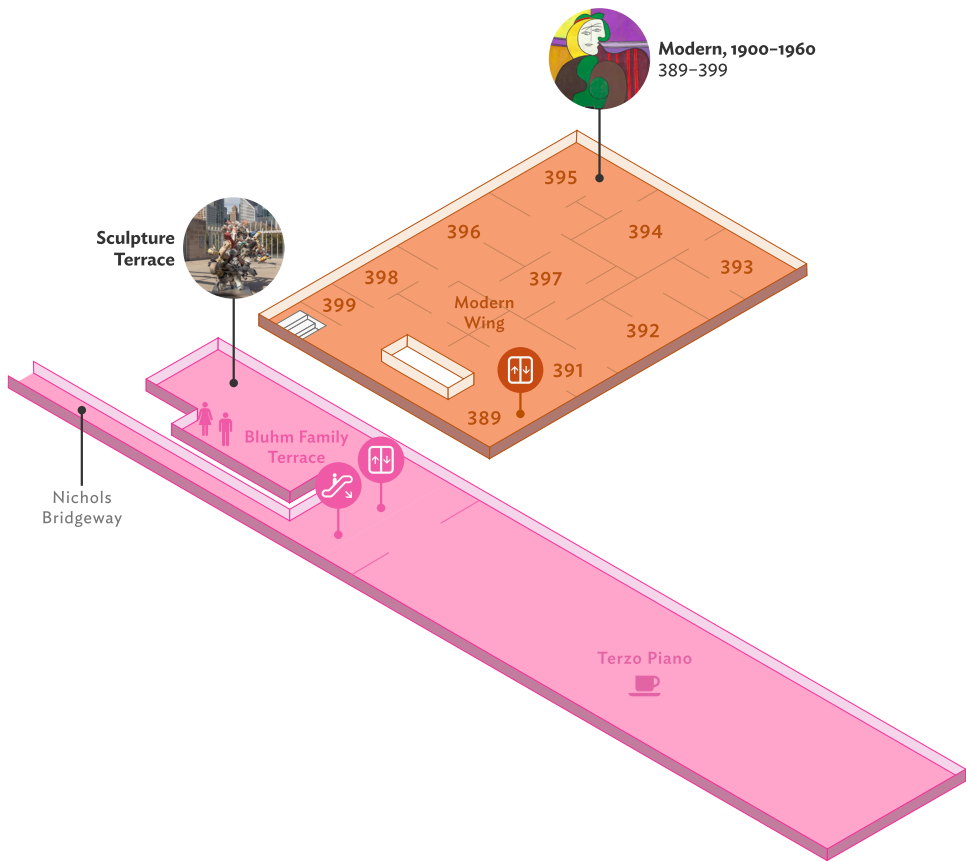 Modern, 1900–1960
389–399
395
394
396
393
397
398
399
Modern
Wing
392
391
389
Sculpture
Terrace
Bluhm Family
Terrace
Nichols
Bridgeway
Terzo Piano